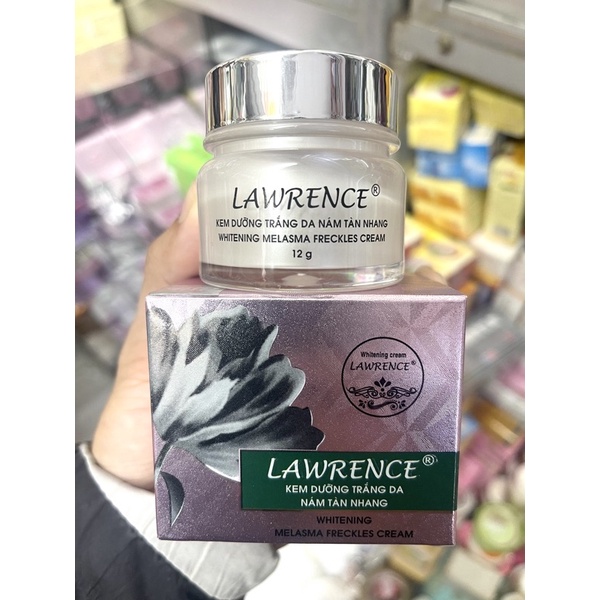 LAWRENCE®
KEM DƯỠNG TRẮNG DA NÁM TÀN NHANG
WHITENING MELASMA FRECKLES CREAM
12 g
Whitening cream
LAWRENCE®
LAWRENCE®
KEM DƯỠNG TRẮNG DA
NÁM TÀN NHANG
WHITENING
MELASMA FRECKLES CREAM